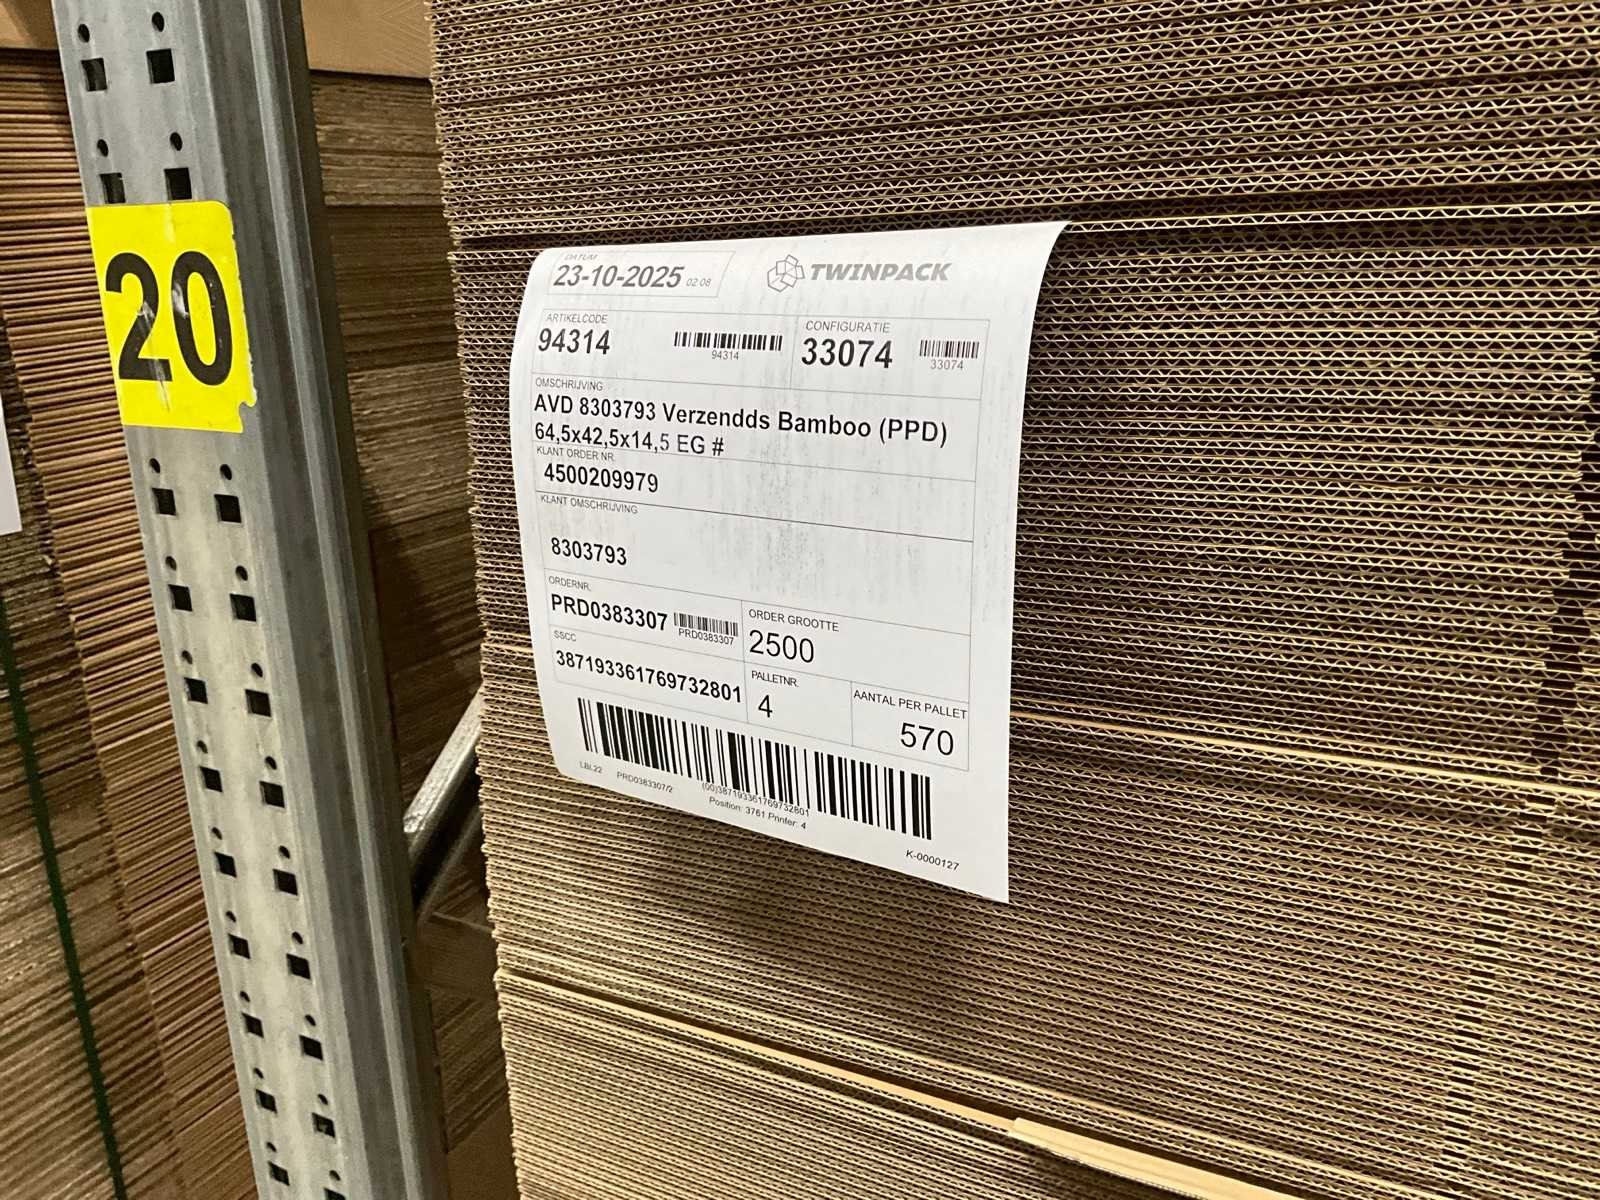 20
DATUM
23-10-2025 02:08
TWINPACK
ARTIKELCODE
94314
94314
CONFIGURATIE
33074
33074
OMSCHRIJVING
AVD 8303793 Verzendds Bamboo (PPD)
64,5x42,5x14,5 EG #
KLANT ORDER NR.
4500209979
KLANT OMSCHRIJVING
8303793
ORDERNR.
PRD0383307
PRD0383307
ORDER GROOTTE
2500
SSCC
387193361769732801
PALLETNR.
4
AANTAL PER PALLET
570
LBL22 PRD0383307/2 (00)387193361769732801
Position: 3761 Printer: 4
K-0000127